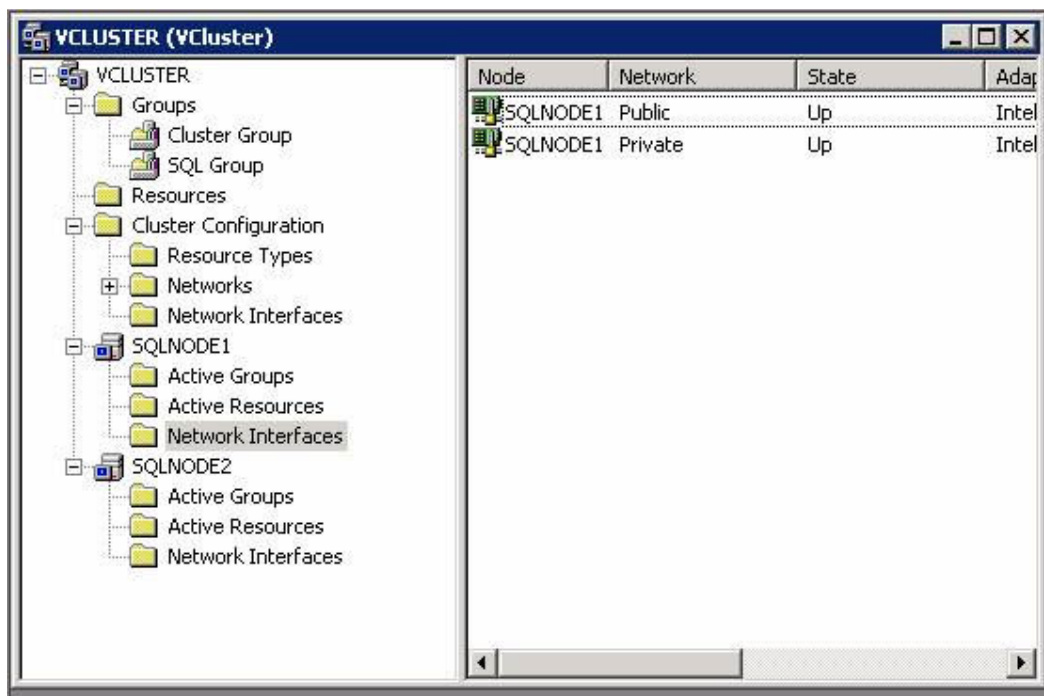 VCLUSTER (VCluster)
VCLUSTER
Groups
Cluster Group
SQL Group
Resources
Cluster Configuration
Resource Types
Networks
Network Interfaces
SQLNODE1
Active Groups
Active Resources
Network Interfaces
SQLNODE2
Active Groups
Active Resources
Network Interfaces
Node Network State Adap
SQLNODE1 Public Up Intel
SQLNODE1 Private Up Intel